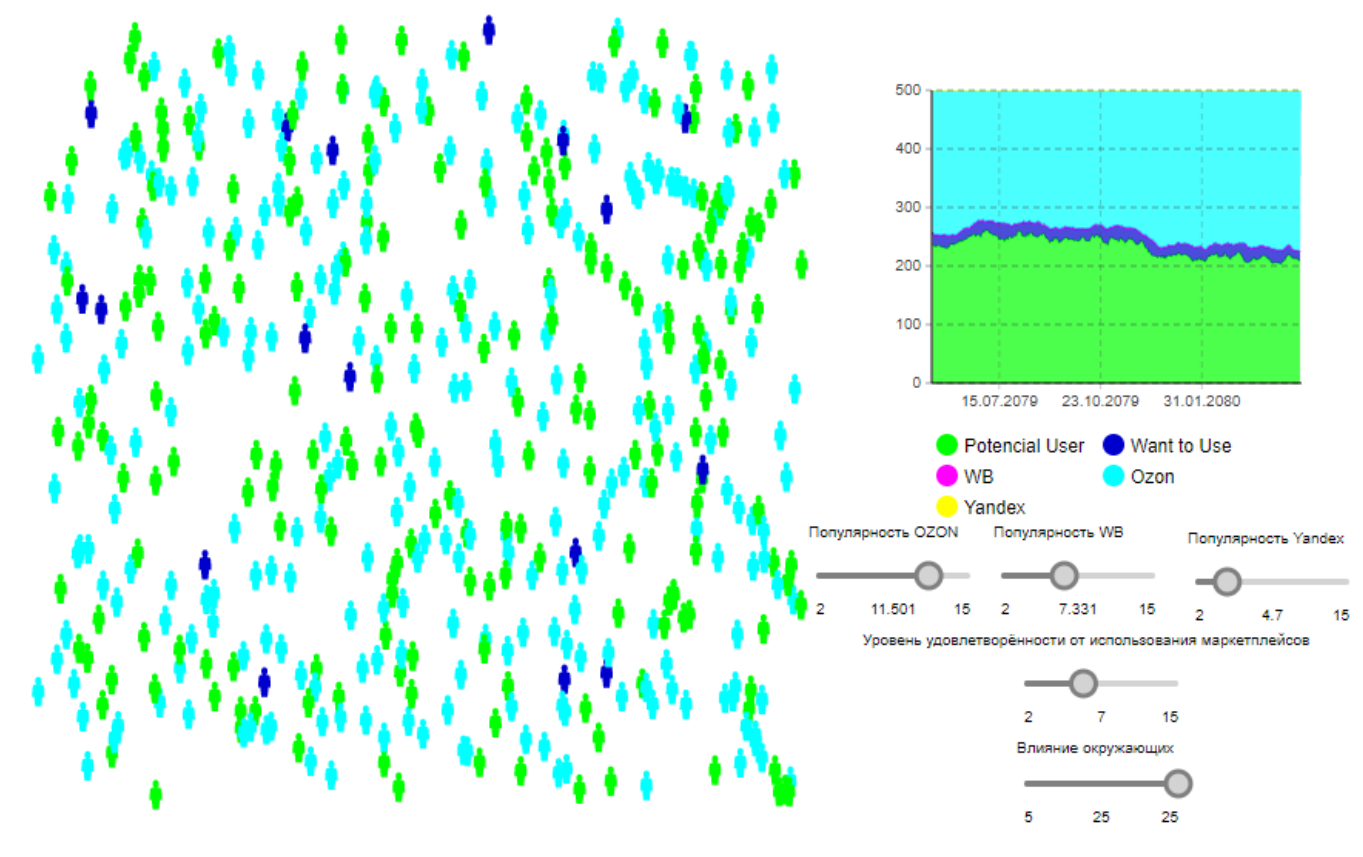 500
400
300
200
100
0
15.07.2079 23.10.2079 31.01.2080
Potencial User Want to Use
WB Ozon
Yandex
Популярность OZON Популярность WB Популярность Yandex
2 11.501 15 2 7.331 15 2 4.7 15
Уровень удовлетворённости от использования маркетплейсов
2 7 15
Влияние окружающих
5 25 25